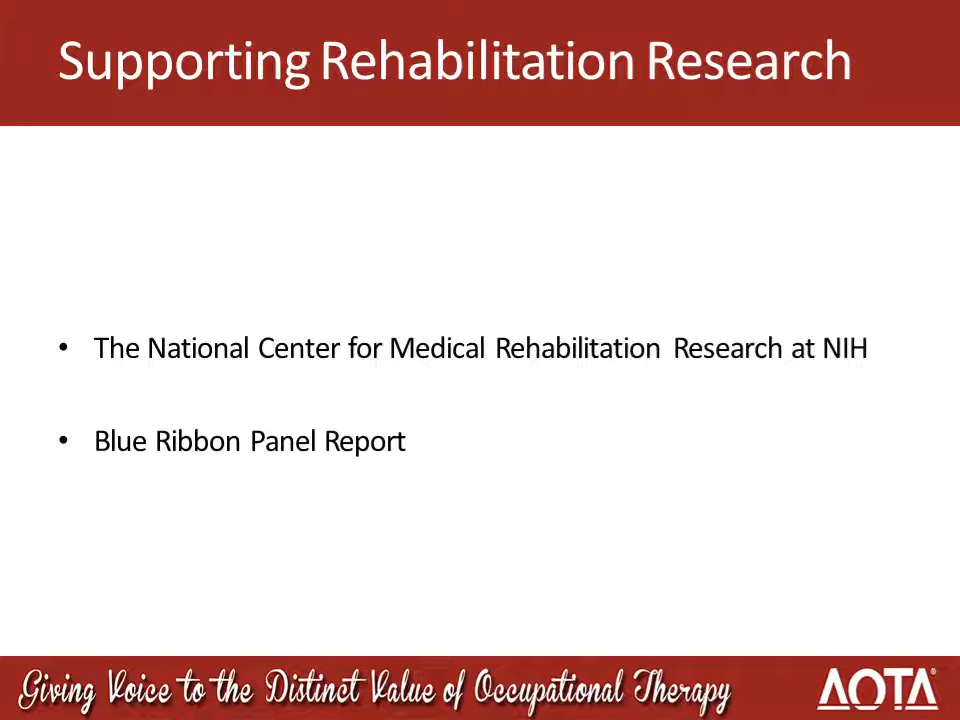 Supporting Rehabilitation Research
• The National Center for Medical Rehabilitation Research at NIH
• Blue Ribbon Panel Report
Giving Voice to the Distinct Value of Occupational Therapy
AOTA®